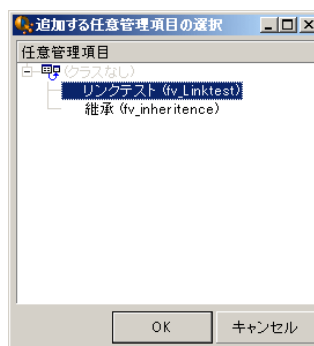 追加する任意管理項目の選択
任意管理項目
(クラスなし)
リンクテスト (fv_Linktest)
継承 (fv_inheritence)
OK
キャンセル